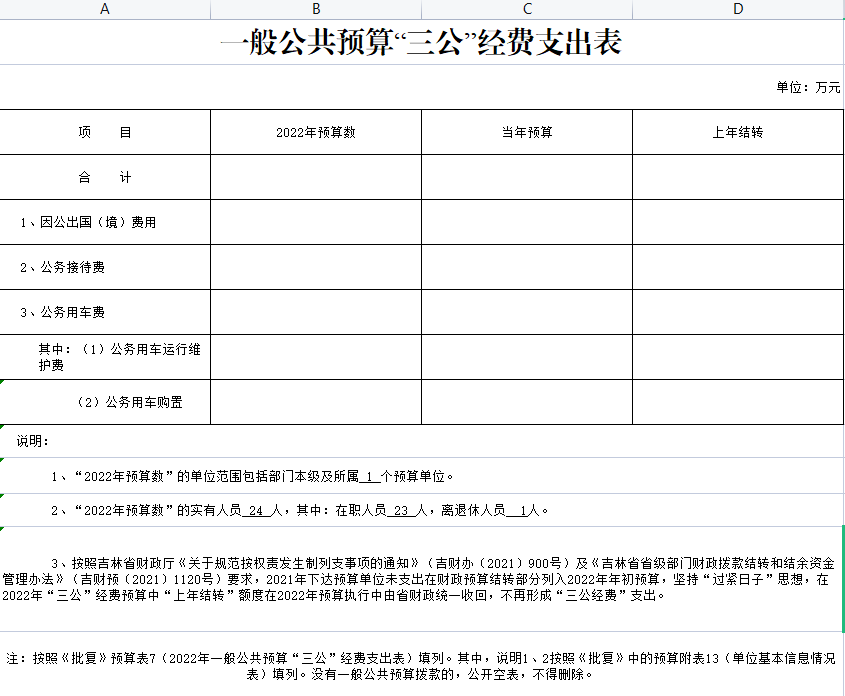 A B C D
一般公共预算“三公”经费支出表
单位：万元
项 目 2022年预算数 当年预算 上年结转
合 计
1、因公出国（境）费用
2、公务接待费
3、公务用车费
其中：（1）公务用车运行维
护费
（2）公务用车购置
说明：
1、“2022年预算数”的单位范围包括部门本级及所属 1 个预算单位。
2、“2022年预算数”的实有人员 24 人，其中：在职人员 23 人，离退休人员 1人。
3、按照吉林省财政厅《关于规范按权责发生制列支事项的通知》（吉财办（2021）900号）及《吉林省省级部门财政拨款结转和结余资金
管理办法》（吉财预（2021）1120号）要求，2021年下达预算单位未支出在财政预算结转部分列入2022年年初预算，坚持“过紧日子”思想，在
2022年“三公”经费预算中“上年结转”额度在2022年预算执行中由省财政统一收回，不再形成“三公经费”支出。
注：按照《批复》预算表7（2022年一般公共预算“三公”经费支出表）填列。其中，说明1、2按照《批复》中的预算附表13（单位基本信息情况
表）填列。没有一般公共预算拨款的，公开空表，不得删除。